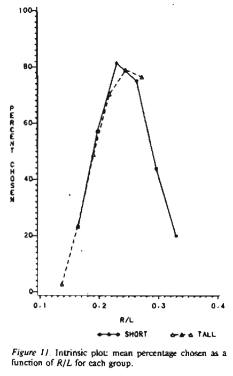 100
80
60
40
20
0
PERCENT CHOSEN
0.1 0.2 0.3 0.4
R/L
SHORT TALL
Figure 11. Intrinsic plot: mean percentage chosen as a
function of R/L for each group.